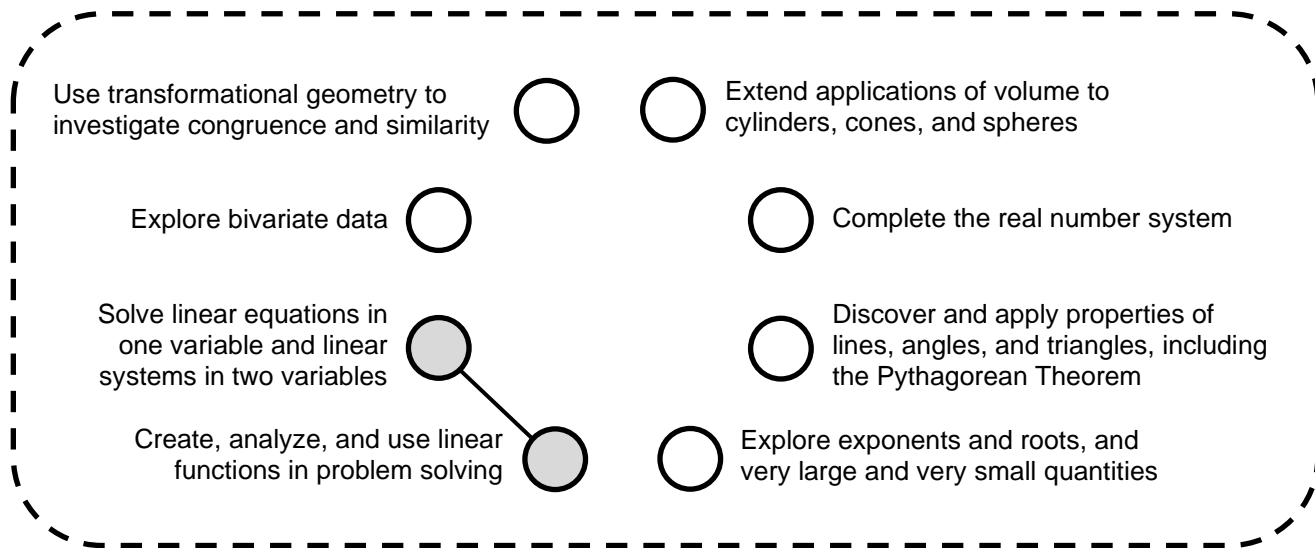 Use transformational geometry to
investigate congruence and similarity
Extend applications of volume to
cylinders, cones, and spheres
Explore bivariate data
Complete the real number system
Solve linear equations in
one variable and linear
systems in two variables
Discover and apply properties of
lines, angles, and triangles, including
the Pythagorean Theorem
Create, analyze, and use linear
functions in problem solving
Explore exponents and roots, and
very large and very small quantities